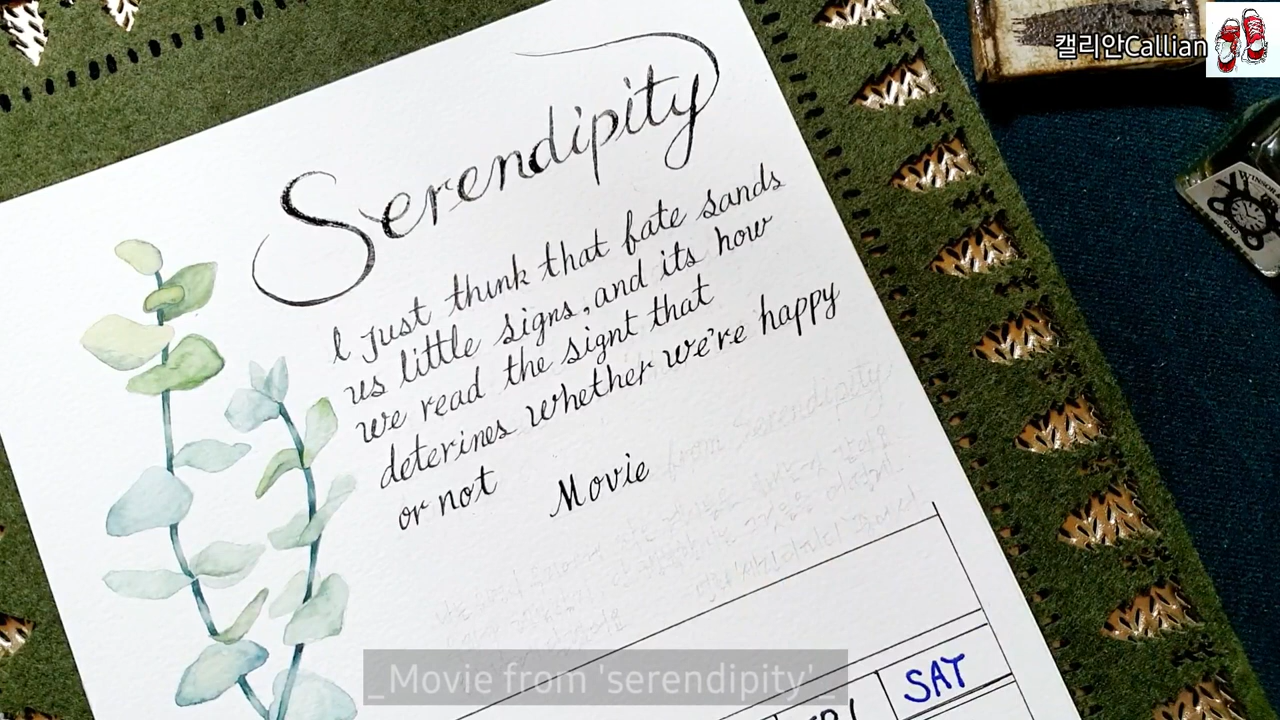 캘리안Callian
Serendipity
I just think that fate sands
us little signs, and its how
we read the signt that
deterines whether we're happy
or not
Movie from Serendipity
SAT
_Movie from 'serendipity'_